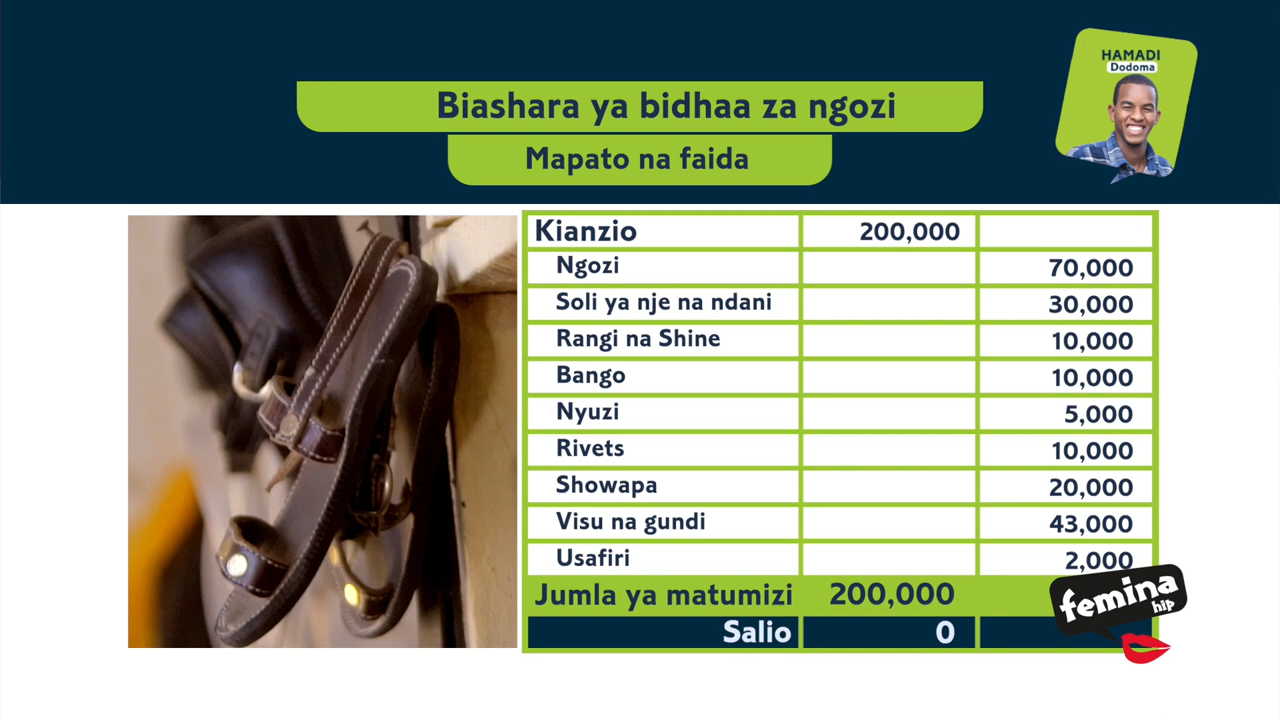 HAMADI
Dodoma
Biashara ya bidhaa za ngozi
Mapato na faida
Kianzio 200,000
Ngozi 70,000
Soli ya nje na ndani 30,000
Rangi na Shine 10,000
Bango 10,000
Nyuzi 5,000
Rivets 10,000
Showapa 20,000
Visu na gundi 43,000
Usafiri 2,000
Jumla ya matumizi 200,000
Salio 0
femina
hip